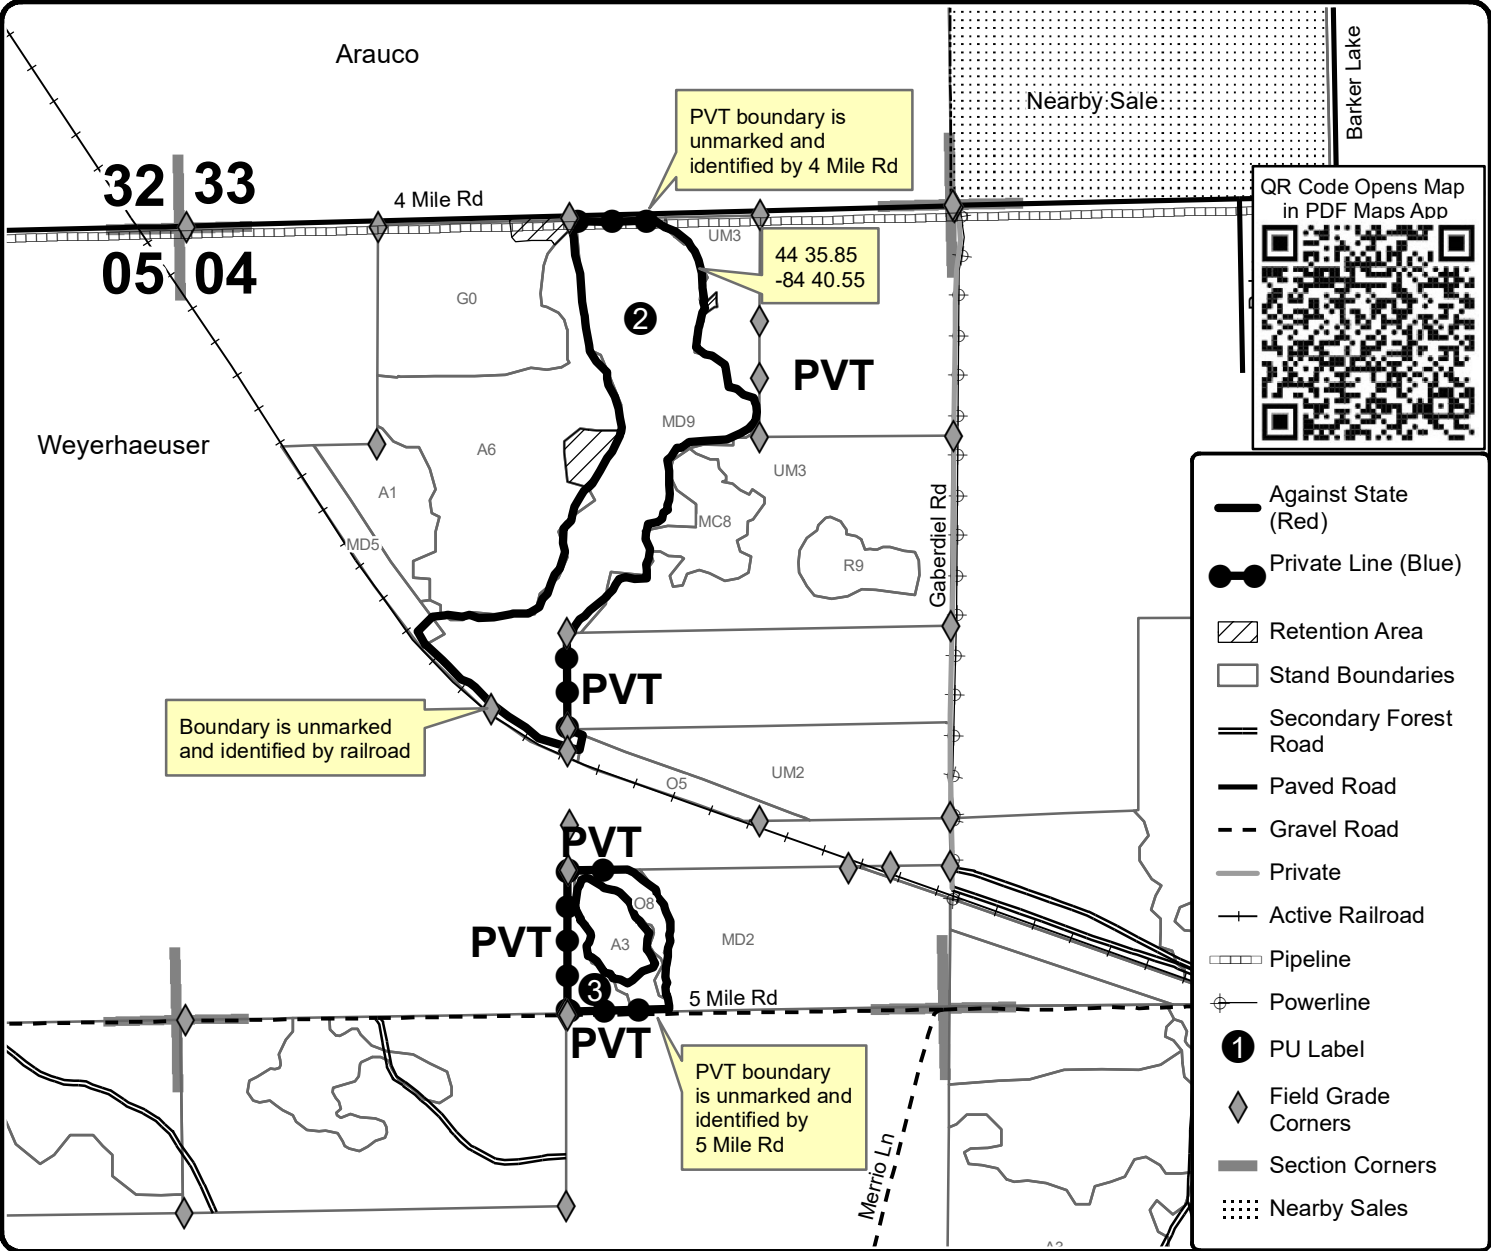 Arauco
Nearby Sale
Barker Lake
PVT boundary is
unmarked and
identified by 4 Mile Rd
32 33
4 Mile Rd
QR Code Opens Map
in PDF Maps App
05 04
UM3
44 35.85
-84 40.55
G0
2
PVT
Weyerhaeuser
MD9
A6
UM3
A1
MC8
MD5
R9
Gaberdiel Rd
PVT
Boundary is unmarked
and identified by railroad
O5
UM2
PVT
O8
PVT
A3
MD2
3
5 Mile Rd
PVT
PVT boundary
is unmarked and
identified by
5 Mile Rd
Merrio Ln
A3
Against State
(Red)
Private Line (Blue)
Retention Area
Stand Boundaries
Secondary Forest
Road
Paved Road
Gravel Road
Private
Active Railroad
Pipeline
Powerline
1 PU Label
Field Grade
Corners
Section Corners
Nearby Sales